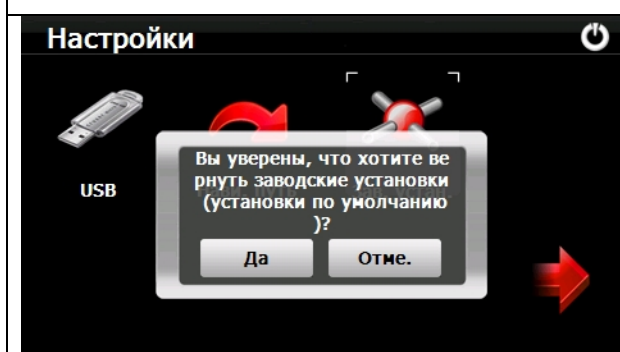 Настройки
USB
Вы уверены, что хотите ве
рнуть заводские установки
(установки по умолчанию
)?
Да
Отме.